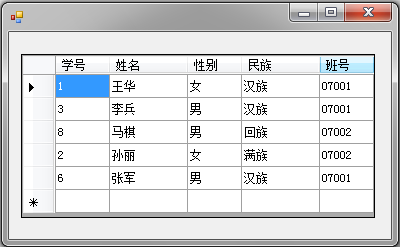 学号 姓名 性别 民族 班号
1 王华 女 汉族 07001
3 李兵 男 汉族 07001
8 马棋 男 回族 07002
2 孙丽 女 满族 07002
6 张军 男 汉族 07001